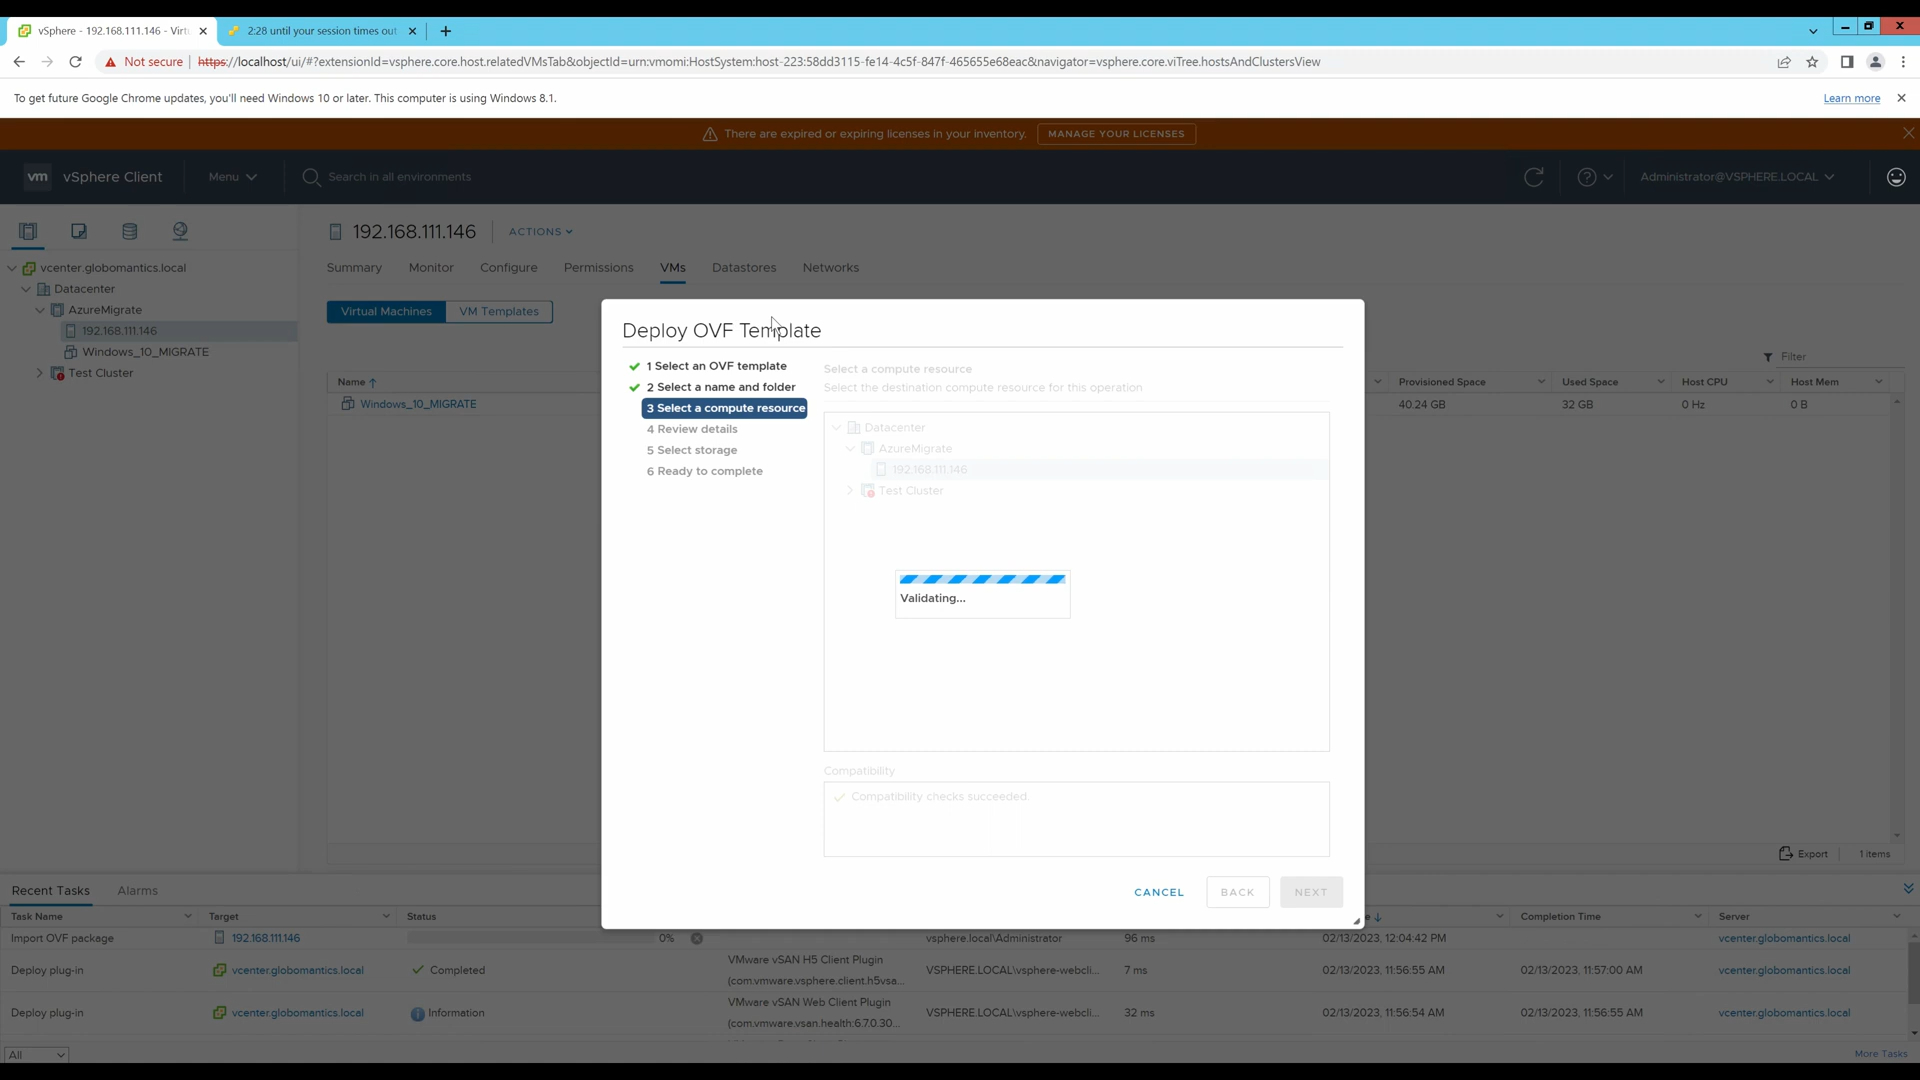 vSphere - 192.168.111.146 - Virtu
2:28 until your session times out
Not secure
https://localhost/ui/#?extensionId=vsphere.core.host.relatedVMsTab&objectId=urn:vmomi:HostSystem:host-223:58dd3115-fe14-4c5f-847f-465655e68eac&navigator=vsphere.core.viTree.hostsAndClustersView
To get future Google Chrome updates, you'll need Windows 10 or later. This computer is using Windows 8.1.
Learn more
There are expired or expiring licenses in your inventory.
MANAGE YOUR LICENSES
vm
vSphere Client
Menu
Search in all environments
Administrator@VSPHERE.LOCAL
vcenter.globomantics.local
Datacenter
AzureMigrate
192.168.111.146
Windows_10_MIGRATE
Test Cluster
192.168.111.146
ACTIONS
Summary
Monitor
Configure
Permissions
VMs
Datastores
Networks
Virtual Machines
VM Templates
Filter
Name
Provisioned Space
Used Space
Host CPU
Host Mem
Windows_10_MIGRATE
40.24 GB
32 GB
0 Hz
0 B
Export
1 items
Deploy OVF Template
1 Select an OVF template
2 Select a name and folder
3 Select a compute resource
4 Review details
5 Select storage
6 Ready to complete
Select a compute resource
Select the destination compute resource for this operation
Datacenter
AzureMigrate
192.168.111.146
Test Cluster
Validating...
Compatibility
Compatibility checks succeeded.
CANCEL
BACK
NEXT
Recent Tasks
Alarms
Task Name
Target
Status
Completion Time
Server
Import OVF package
192.168.111.146
0%
vsphere.local\Administrator
96 ms
02/13/2023, 12:04:42 PM
vcenter.globomantics.local
Deploy plug-in
vcenter.globomantics.local
Completed
VMware vSAN H5 Client Plugin
(com.vmware.vsphere.client.h5vsa...
VSPHERE.LOCAL\vsphere-webcli...
7 ms
02/13/2023, 11:56:55 AM
02/13/2023, 11:57:00 AM
vcenter.globomantics.local
Deploy plug-in
vcenter.globomantics.local
Information
VMware vSAN Web Client Plugin
(com.vmware.vsan.health:6.7.0.30...
VSPHERE.LOCAL\vsphere-webcli...
32 ms
02/13/2023, 11:56:54 AM
02/13/2023, 11:56:55 AM
vcenter.globomantics.local
All
More Tasks